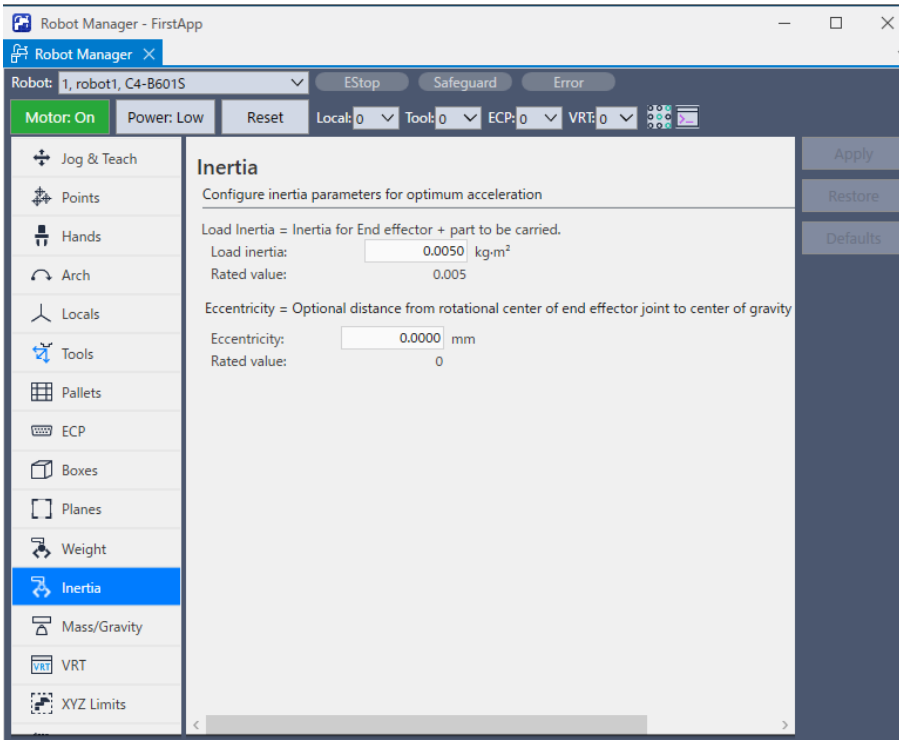 Robot Manager - FirstApp
Robot Manager
Robot: 1, robot1, C4-B601S EStop Safeguard Error
Motor: On Power: Low Reset Local: 0 Tool: 0 ECP: 0 VRT: 0
Jog & Teach
Points
Hands
Arch
Locals
Tools
Pallets
ECP
Boxes
Planes
Weight
Inertia
Mass/Gravity
VRT VRT
XYZ Limits
Inertia
Configure inertia parameters for optimum acceleration
Load Inertia = Inertia for End effector + part to be carried.
Load inertia: 0.0050 kg·m²
Rated value: 0.005
Eccentricity = Optional distance from rotational center of end effector joint to center of gravity
Eccentricity: 0.0000 mm
Rated value: 0
Apply
Restore
Defaults